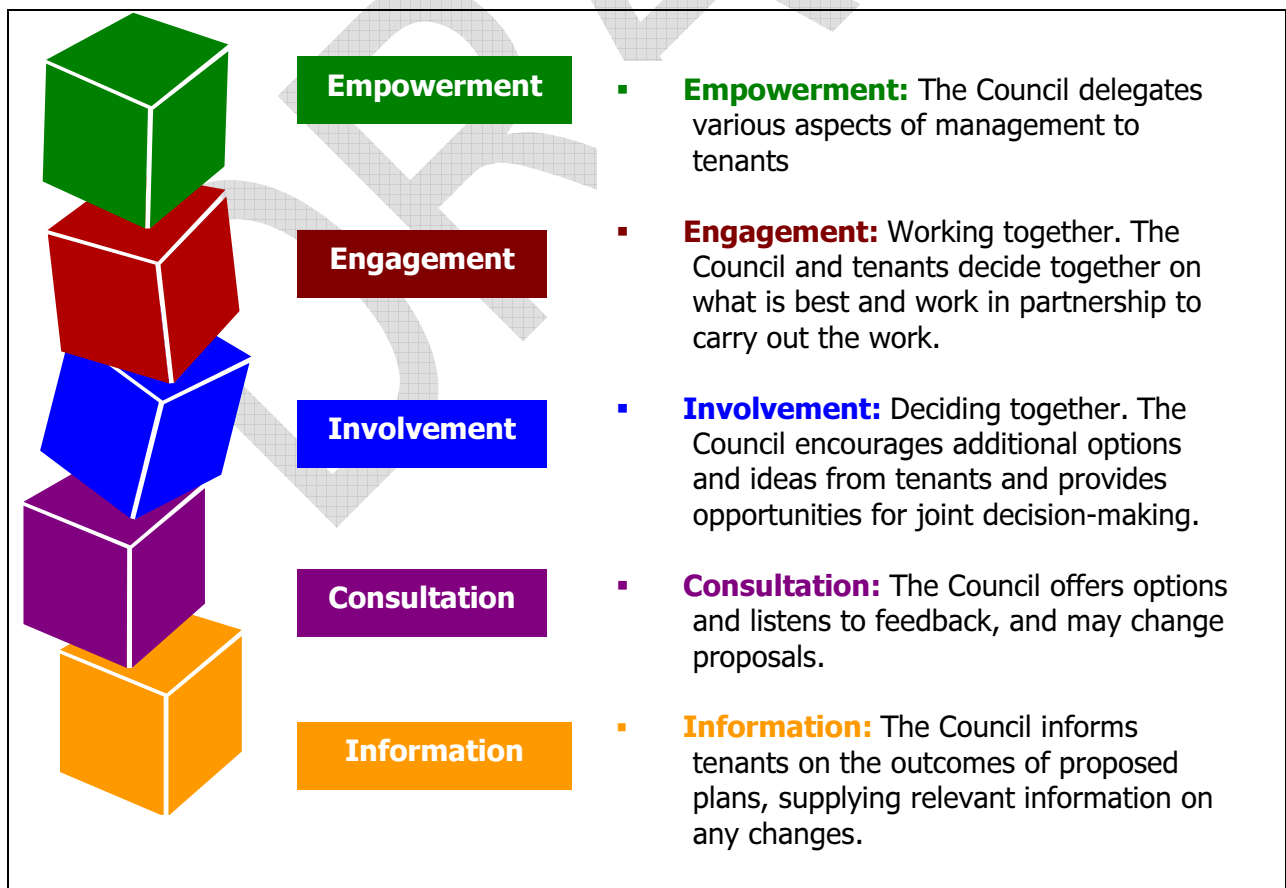 Empowerment
▪ Empowerment: The Council delegates
various aspects of management to
tenants
Engagement
▪ Engagement: Working together. The
Council and tenants decide together on
what is best and work in partnership to
carry out the work.
Involvement
▪ Involvement: Deciding together. The
Council encourages additional options
and ideas from tenants and provides
opportunities for joint decision-making.
Consultation
▪ Consultation: The Council offers options
and listens to feedback, and may change
proposals.
Information
▪ Information: The Council informs
tenants on the outcomes of proposed
plans, supplying relevant information on
any changes.